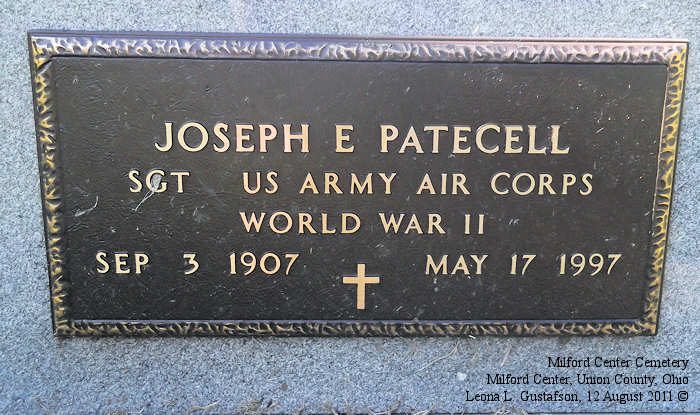 JOSEPH E PATECELL
SGT US ARMY AIR CORPS
WORLD WAR II
SEP 3 1907 MAY 17 1997
Milford Center Cemetery
Milford Center, Union County, Ohio
Leona L. Gustafson, 12 August 2011 ©